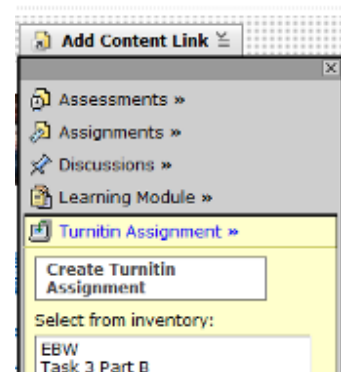 Add Content Link
Assessments »
Assignments »
Discussions »
Learning Module »
Turnitin Assignment »
Create Turnitin
Assignment
Select from inventory:
EBW
Task 3 Part B